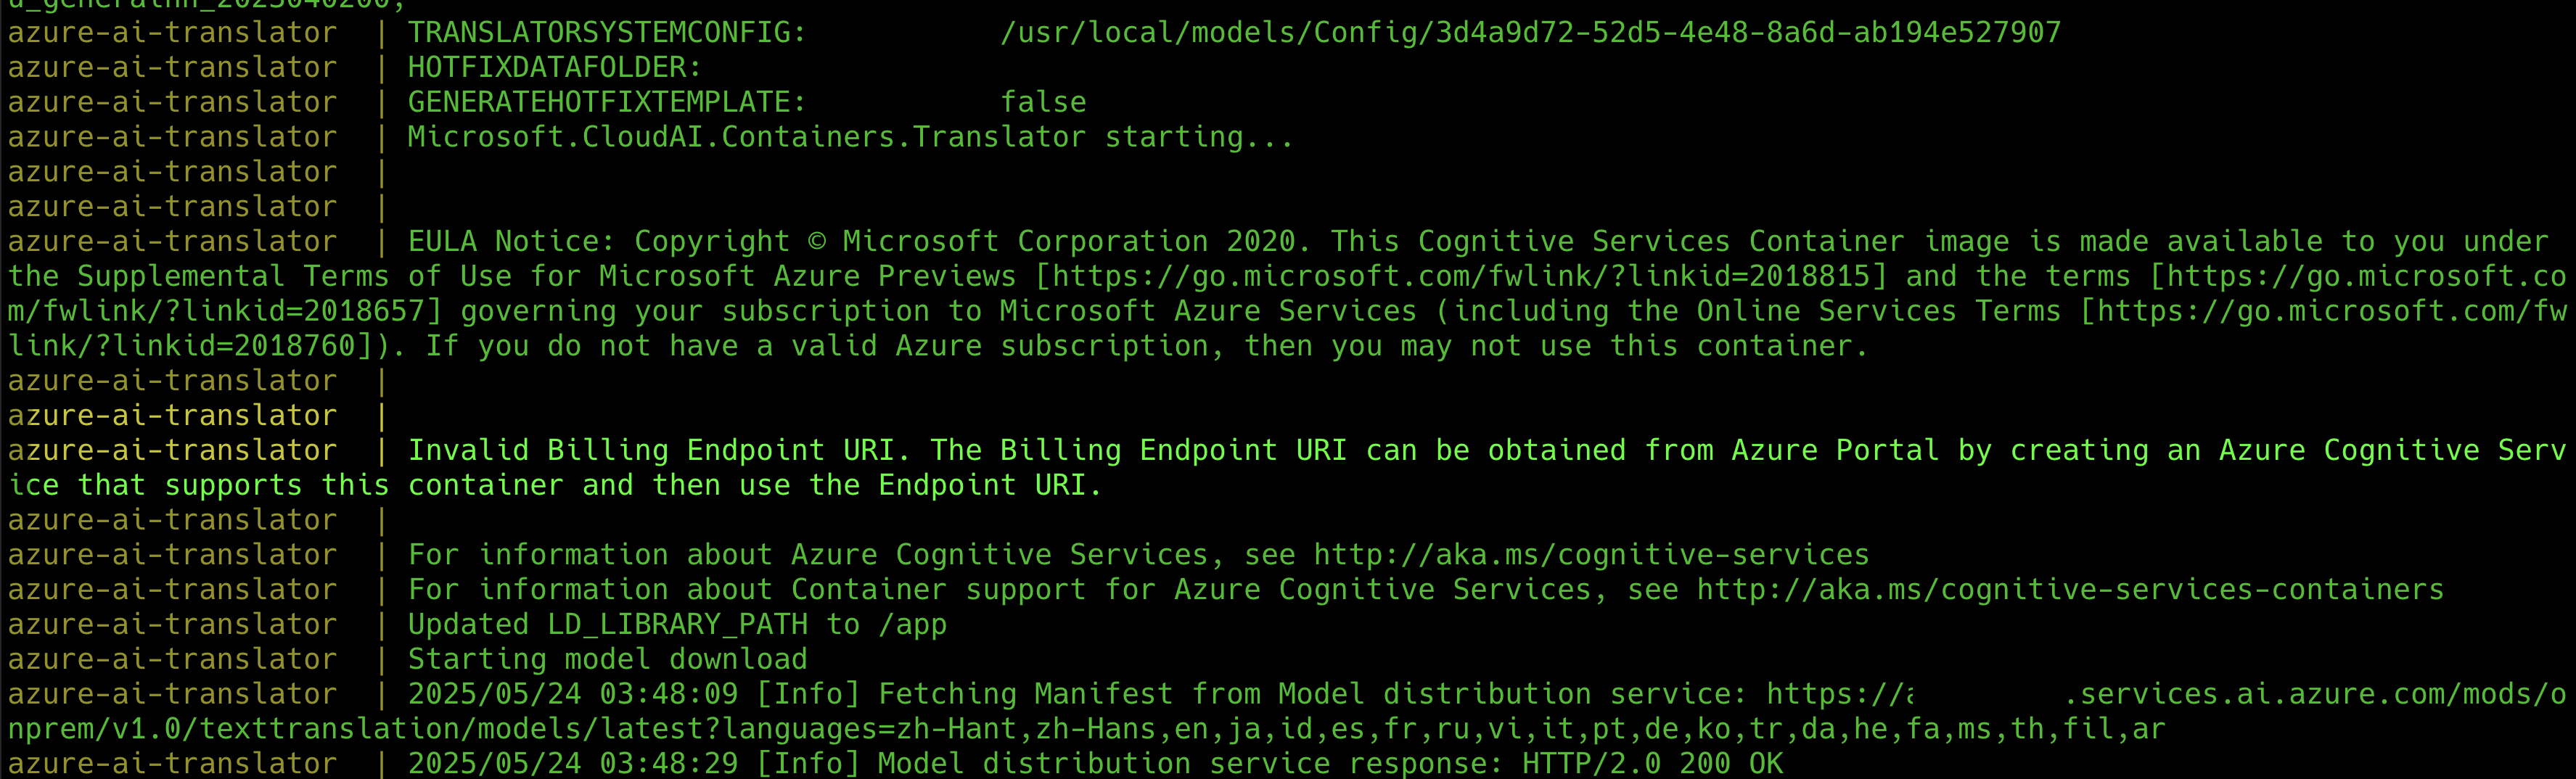 u_generalnn_2023040200;
azure-ai-translator  | TRANSLATORSYSTEMCONFIG:           /usr/local/models/Config/3d4a9d72-52d5-4e48-8a6d-ab194e527907
azure-ai-translator  | HOTFIXDATAFOLDER:
azure-ai-translator  | GENERATEHOTFIXTEMPLATE:           false
azure-ai-translator  | Microsoft.CloudAI.Containers.Translator starting...
azure-ai-translator  |
azure-ai-translator  |
azure-ai-translator  | EULA Notice: Copyright © Microsoft Corporation 2020. This Cognitive Services Container image is made available to you under
the Supplemental Terms of Use for Microsoft Azure Previews [https://go.microsoft.com/fwlink/?linkid=2018815] and the terms [https://go.microsoft.co
m/fwlink/?linkid=2018657] governing your subscription to Microsoft Azure Services (including the Online Services Terms [https://go.microsoft.com/fw
link/?linkid=2018760]). If you do not have a valid Azure subscription, then you may not use this container.
azure-ai-translator  |
azure-ai-translator  |
azure-ai-translator  | Invalid Billing Endpoint URI. The Billing Endpoint URI can be obtained from Azure Portal by creating an Azure Cognitive Serv
ice that supports this container and then use the Endpoint URI.
azure-ai-translator  |
azure-ai-translator  | For information about Azure Cognitive Services, see http://aka.ms/cognitive-services
azure-ai-translator  | For information about Container support for Azure Cognitive Services, see http://aka.ms/cognitive-services-containers
azure-ai-translator  | Updated LD_LIBRARY_PATH to /app
azure-ai-translator  | Starting model download
azure-ai-translator  | 2025/05/24 03:48:09 [Info] Fetching Manifest from Model distribution service: https://         .services.ai.azure.com/mods/o
nprem/v1.0/texttranslation/models/latest?languages=zh-Hant,zh-Hans,en,ja,id,es,fr,ru,vi,it,pt,de,ko,tr,da,he,fa,ms,th,fil,ar
azure-ai-translator  | 2025/05/24 03:48:29 [Info] Model distribution service response: HTTP/2.0 200 OK